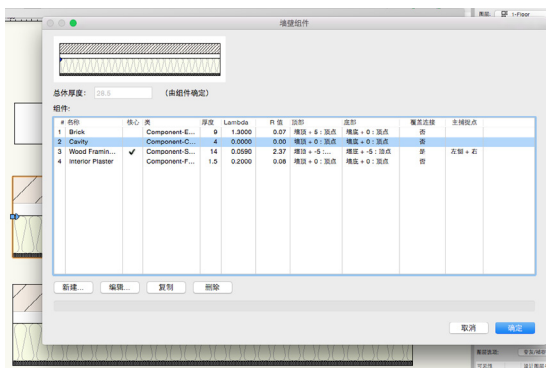 图层: 1-Floor
墙壁组件
总体厚度: 28.5 (由组件确定)
组件:
# 名称 核心 类 厚度 Lambda R 值 顶部 底部 覆盖连接 主捕捉点
1 Brick Component-E... 9 1.3000 0.07 墙顶 + 5 : 顶点 墙底 + 0 : 顶点 否
2 Cavity Component-C... 4 0.0000 0.00 墙顶 + 0 : 顶点 墙底 + 0 : 顶点 否
3 Wood Framin... ✓ Component-S... 14 0.0590 2.37 墙顶 + -5 :... 墙底 + -5 : 顶点 是 左侧 + 右
4 Interior Plaster Component-F... 1.5 0.2000 0.08 墙顶 + 0 : 顶点 墙底 + 0 : 顶点 否
新建... 编辑... 复制 删除
取消 确定